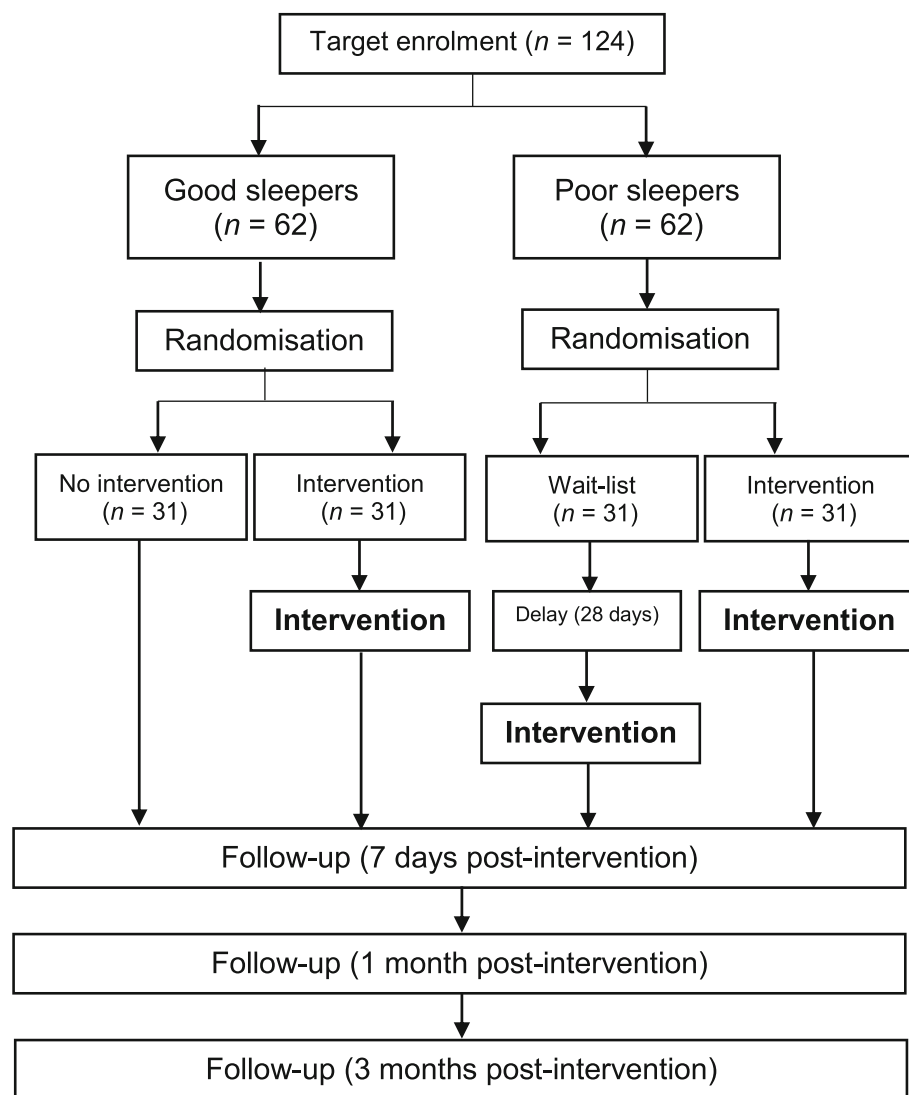 Target enrolment (n = 124)
Good sleepers
(n = 62)
Poor sleepers
(n = 62)
Randomisation
Randomisation
No intervention
(n = 31)
Intervention
(n = 31)
Wait-list
(n = 31)
Intervention
(n = 31)
Intervention
Delay (28 days)
Intervention
Intervention
Follow-up (7 days post-intervention)
Follow-up (1 month post-intervention)
Follow-up (3 months post-intervention)